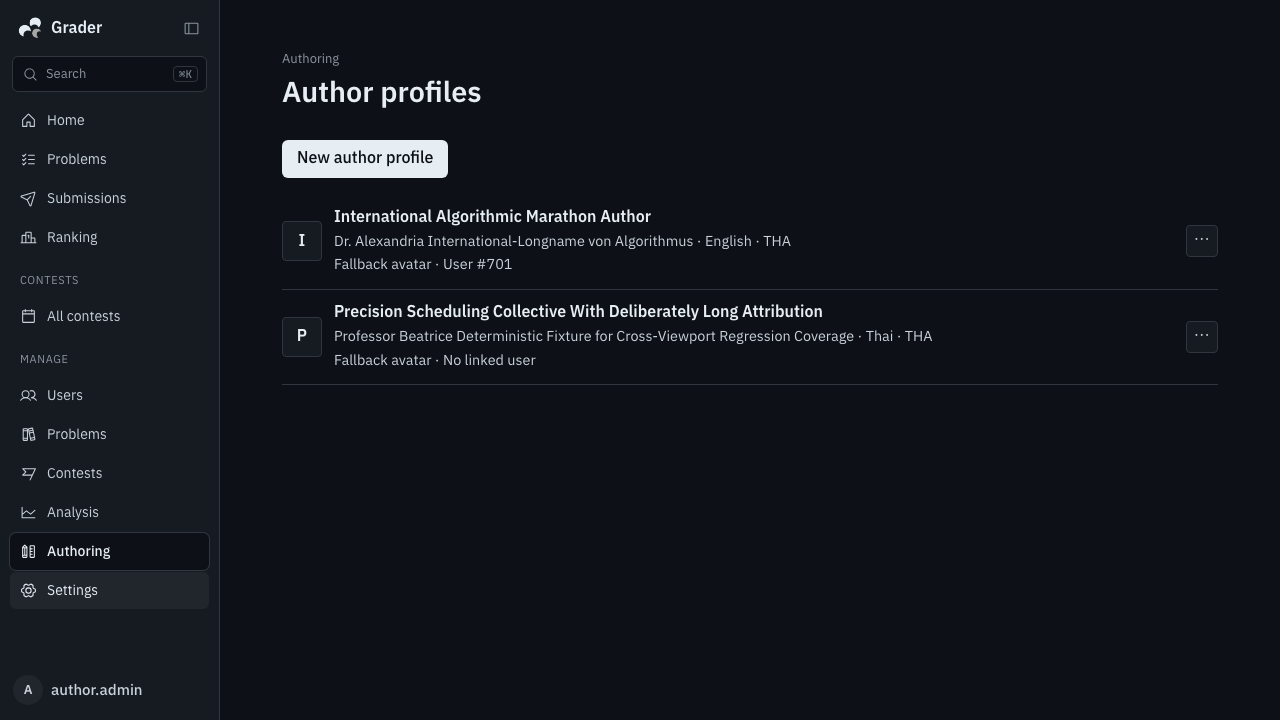 Grader
Search ⌘K
Home
Problems
Submissions
Ranking
CONTESTS
All contests
MANAGE
Users
Problems
Contests
Analysis
Authoring
Settings
A author.admin
Authoring
Author profiles
New author profile
I
International Algorithmic Marathon Author
Dr. Alexandria International-Longname von Algorithmus · English · THA
Fallback avatar · User #701
P
Precision Scheduling Collective With Deliberately Long Attribution
Professor Beatrice Deterministic Fixture for Cross-Viewport Regression Coverage · Thai · THA
Fallback avatar · No linked user